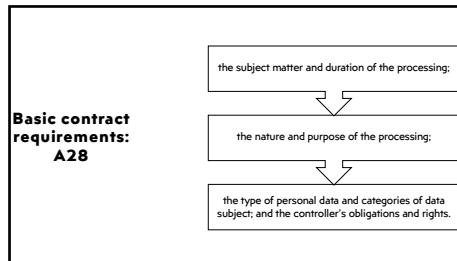 Basic contract
requirements:
A28
the subject matter and duration of the processing;
the nature and purpose of the processing;
the type of personal data and categories of data
subject; and the controller's obligations and rights.